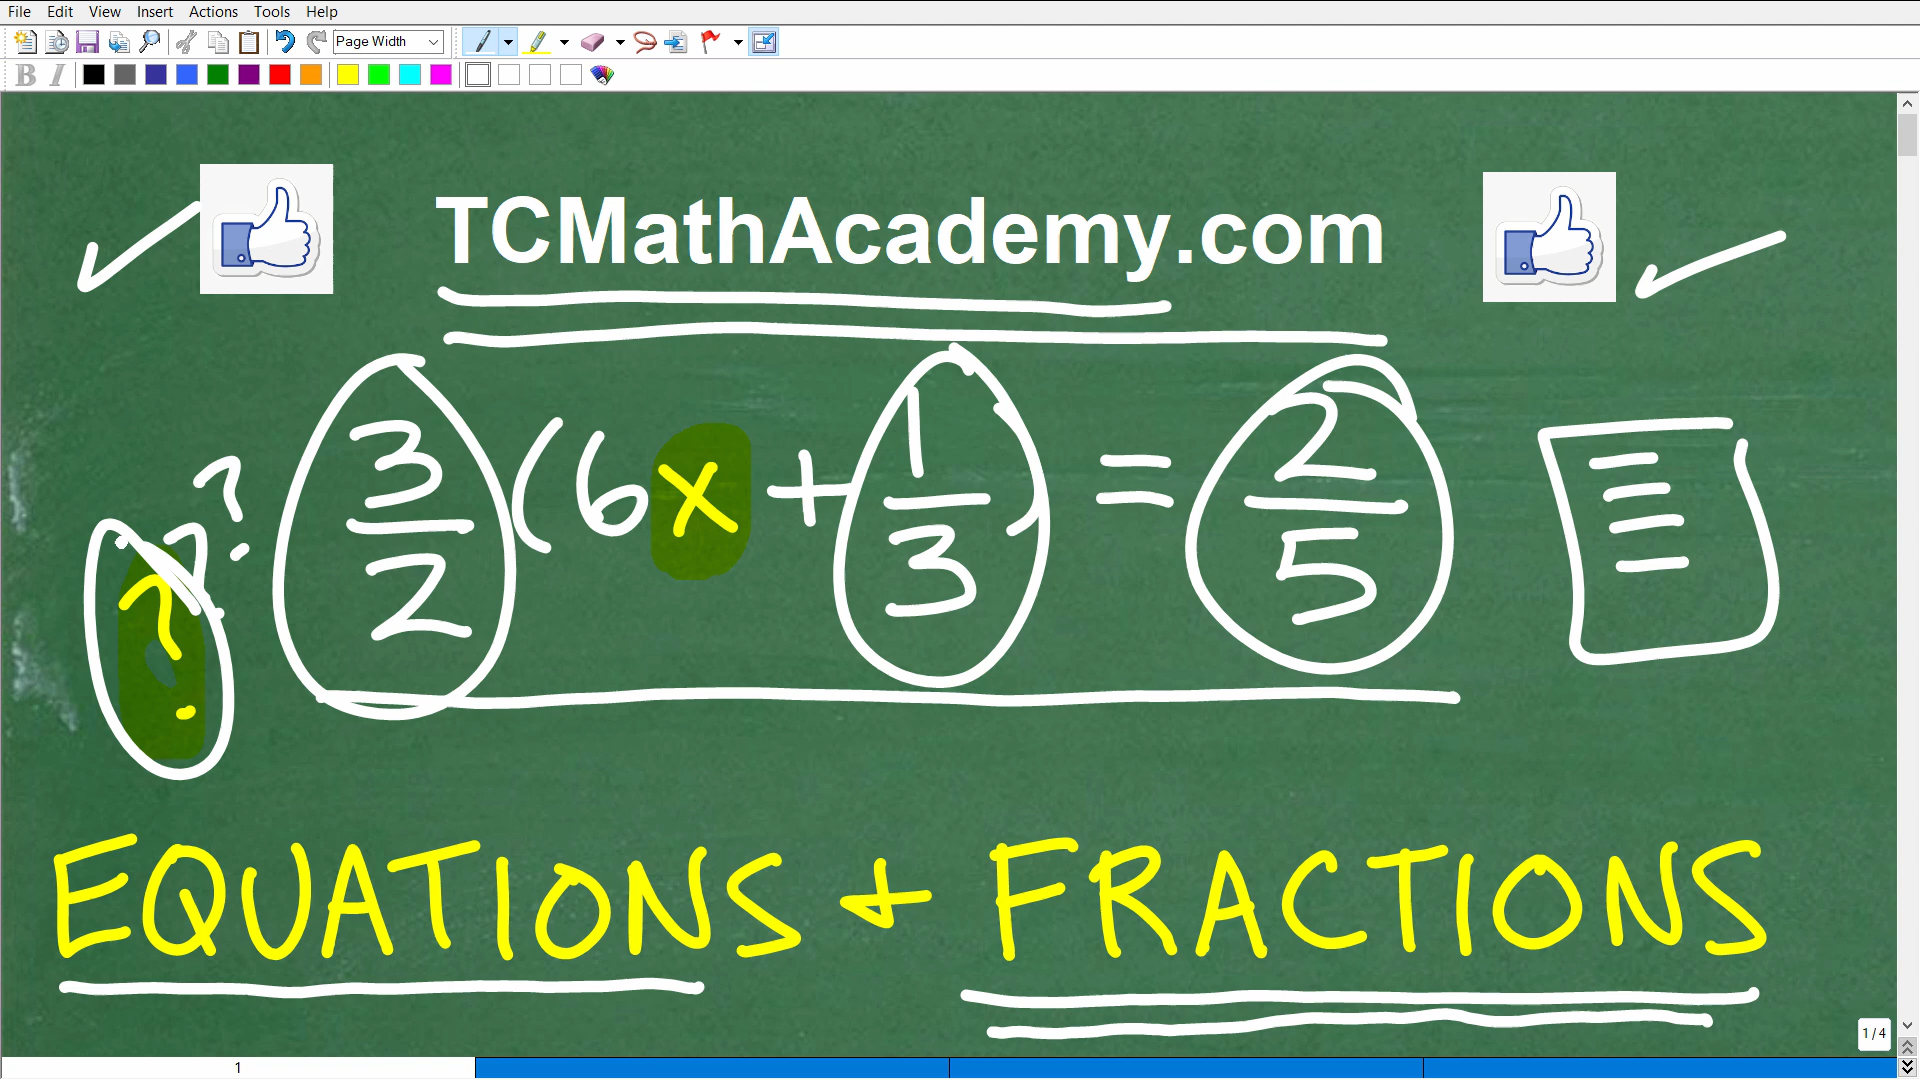 File Edit View Insert Actions Tools Help
Page Width
B I
TCMathAcademy.com
? ? ? 3/2 (6x + 1/3) = 2/5
EQUATIONS + FRACTIONS
1 / 4
1